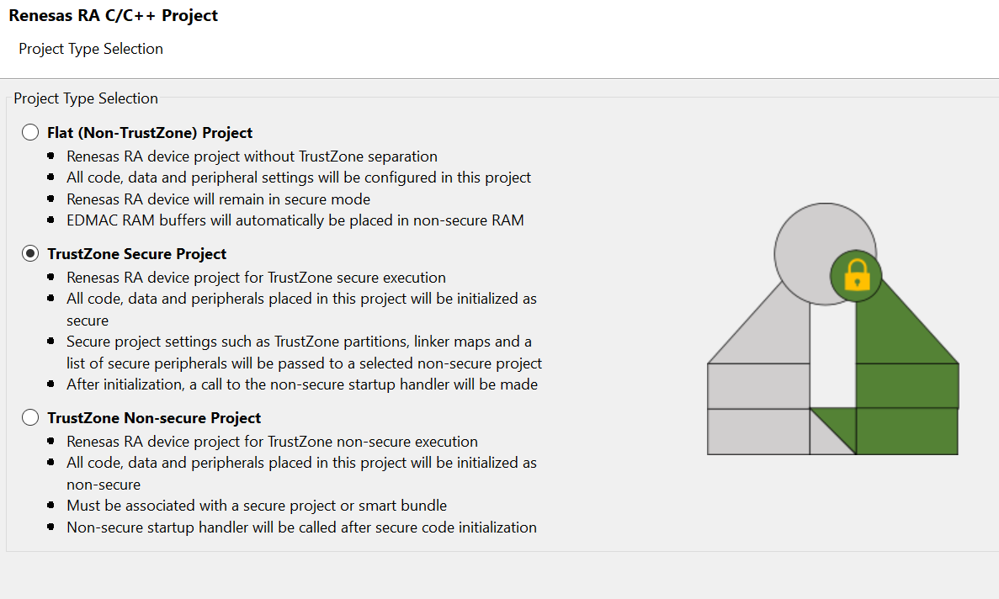 Renesas RA C/C++ Project
Project Type Selection
Project Type Selection
Flat (Non-TrustZone) Project
Renesas RA device project without TrustZone separation
All code, data and peripheral settings will be configured in this project
Renesas RA device will remain in secure mode
EDMAC RAM buffers will automatically be placed in non-secure RAM
TrustZone Secure Project
Renesas RA device project for TrustZone secure execution
All code, data and peripherals placed in this project will be initialized as
secure
Secure project settings such as TrustZone partitions, linker maps and a
list of secure peripherals will be passed to a selected non-secure project
After initialization, a call to the non-secure startup handler will be made
TrustZone Non-secure Project
Renesas RA device project for TrustZone non-secure execution
All code, data and peripherals placed in this project will be initialized as
non-secure
Must be associated with a secure project or smart bundle
Non-secure startup handler will be called after secure code initialization